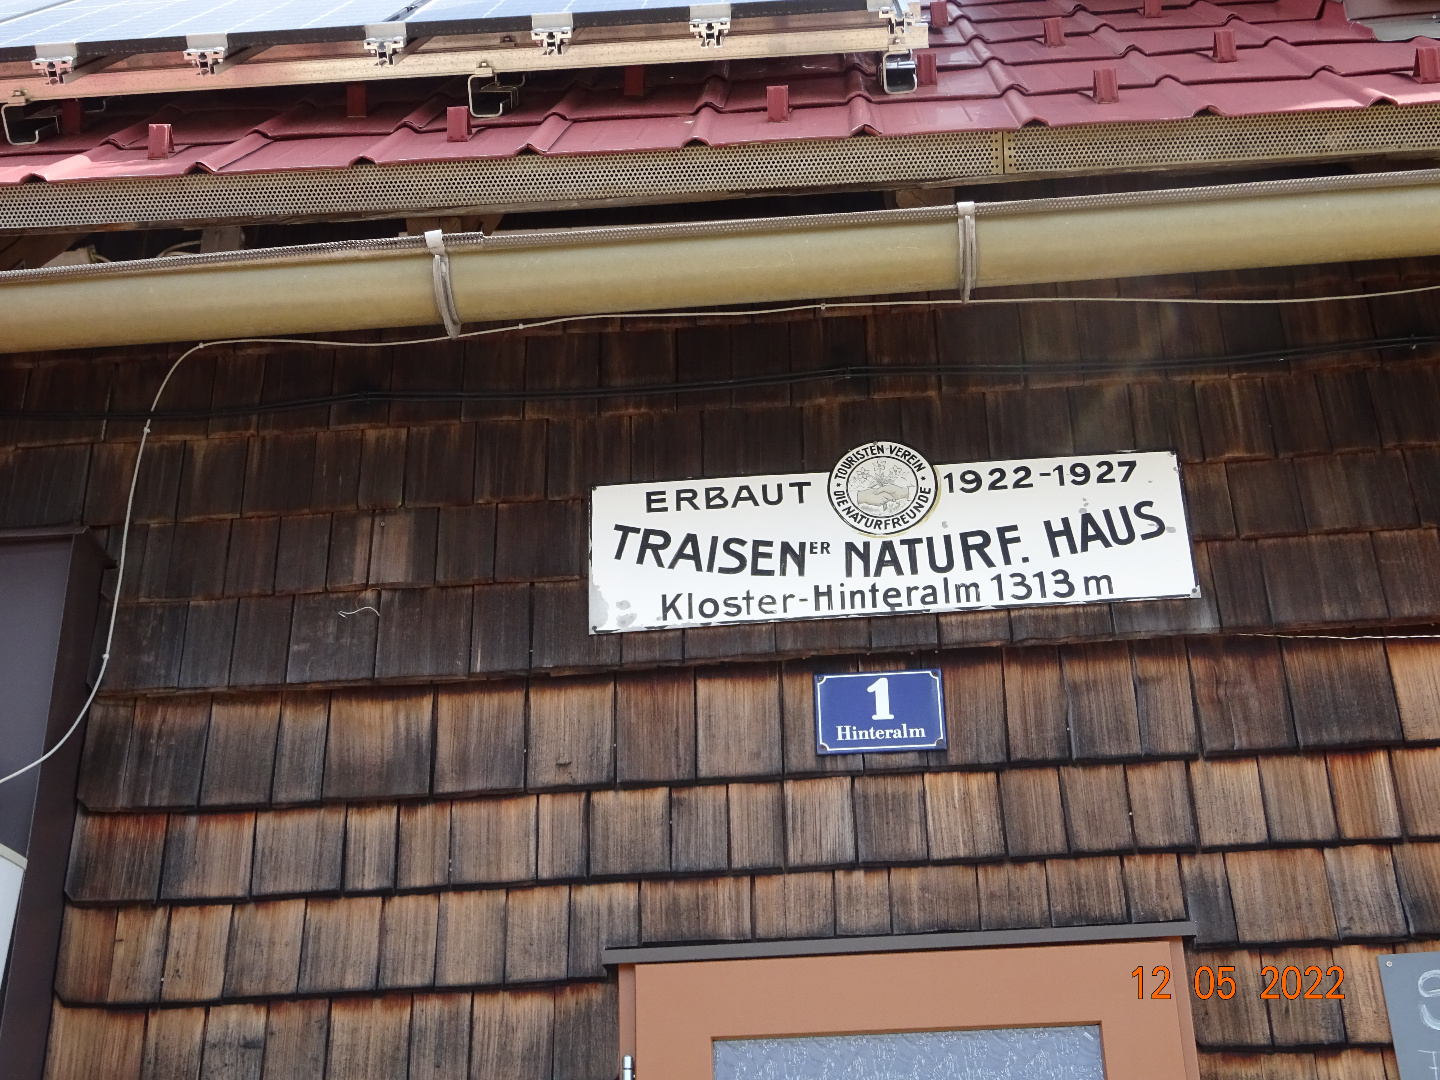 ERBAUT 1922-1927
TOURISTEN-VEREIN
DIE NATURFREUNDE
TRAISENER NATURF. HAUS
Kloster-Hinteralm 1313 m
1
Hinteralm
12 05 2022